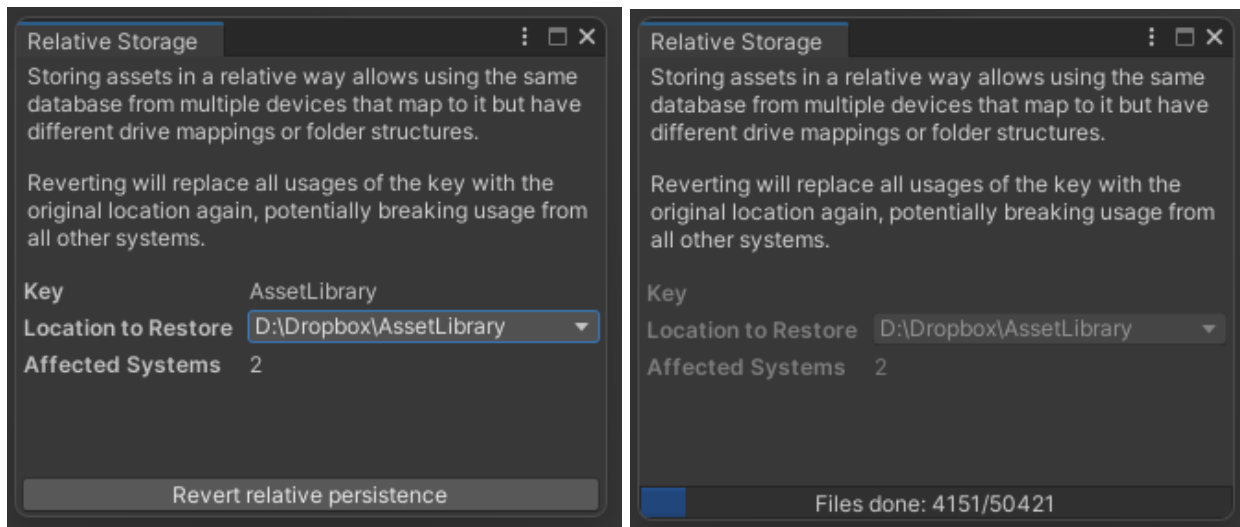 Relative Storage
Storing assets in a relative way allows using the same
database from multiple devices that map to it but have
different drive mappings or folder structures.
Reverting will replace all usages of the key with the
original location again, potentially breaking usage from
all other systems.
Key AssetLibrary
Location to Restore D:\Dropbox\AssetLibrary
Affected Systems 2
Revert relative persistence
Relative Storage
Storing assets in a relative way allows using the same
database from multiple devices that map to it but have
different drive mappings or folder structures.
Reverting will replace all usages of the key with the
original location again, potentially breaking usage from
all other systems.
Key
Location to Restore D:\Dropbox\AssetLibrary
Affected Systems 2
Files done: 4151/50421